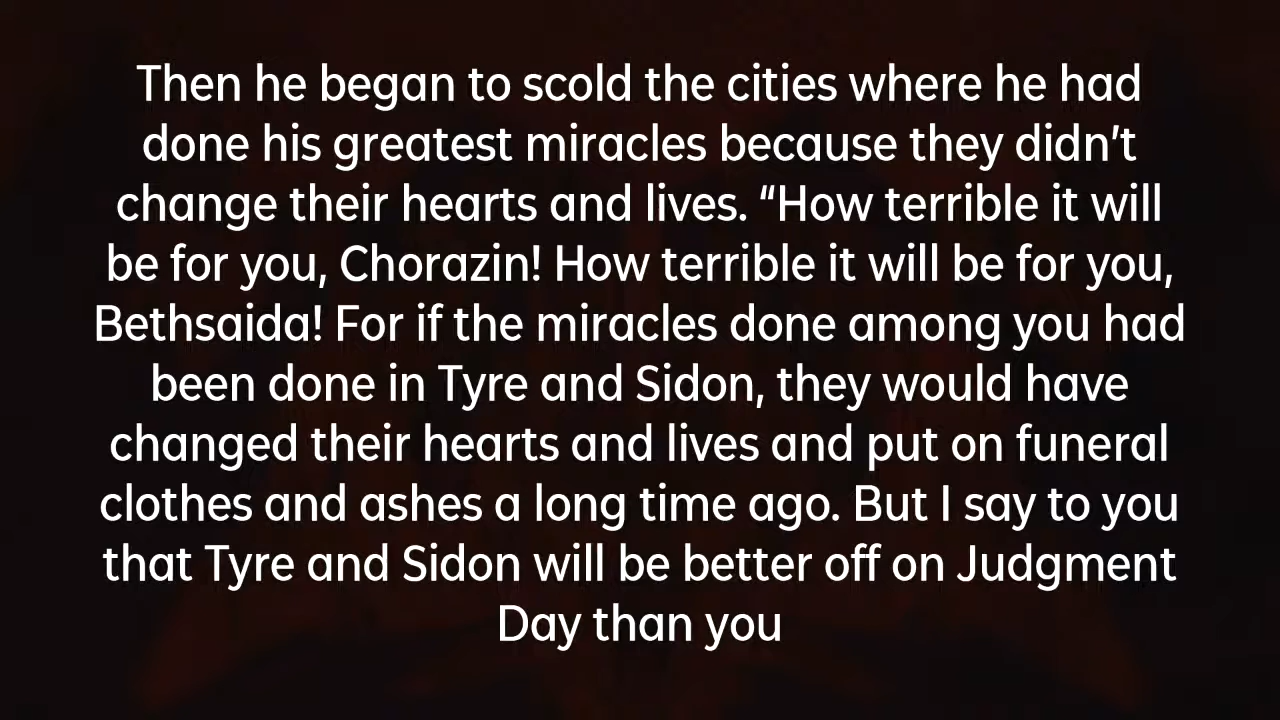 Then he began to scold the cities where he had
done his greatest miracles because they didn’t
change their hearts and lives. “How terrible it will
be for you, Chorazin! How terrible it will be for you,
Bethsaida! For if the miracles done among you had
been done in Tyre and Sidon, they would have
changed their hearts and lives and put on funeral
clothes and ashes a long time ago. But I say to you
that Tyre and Sidon will be better off on Judgment
Day than you